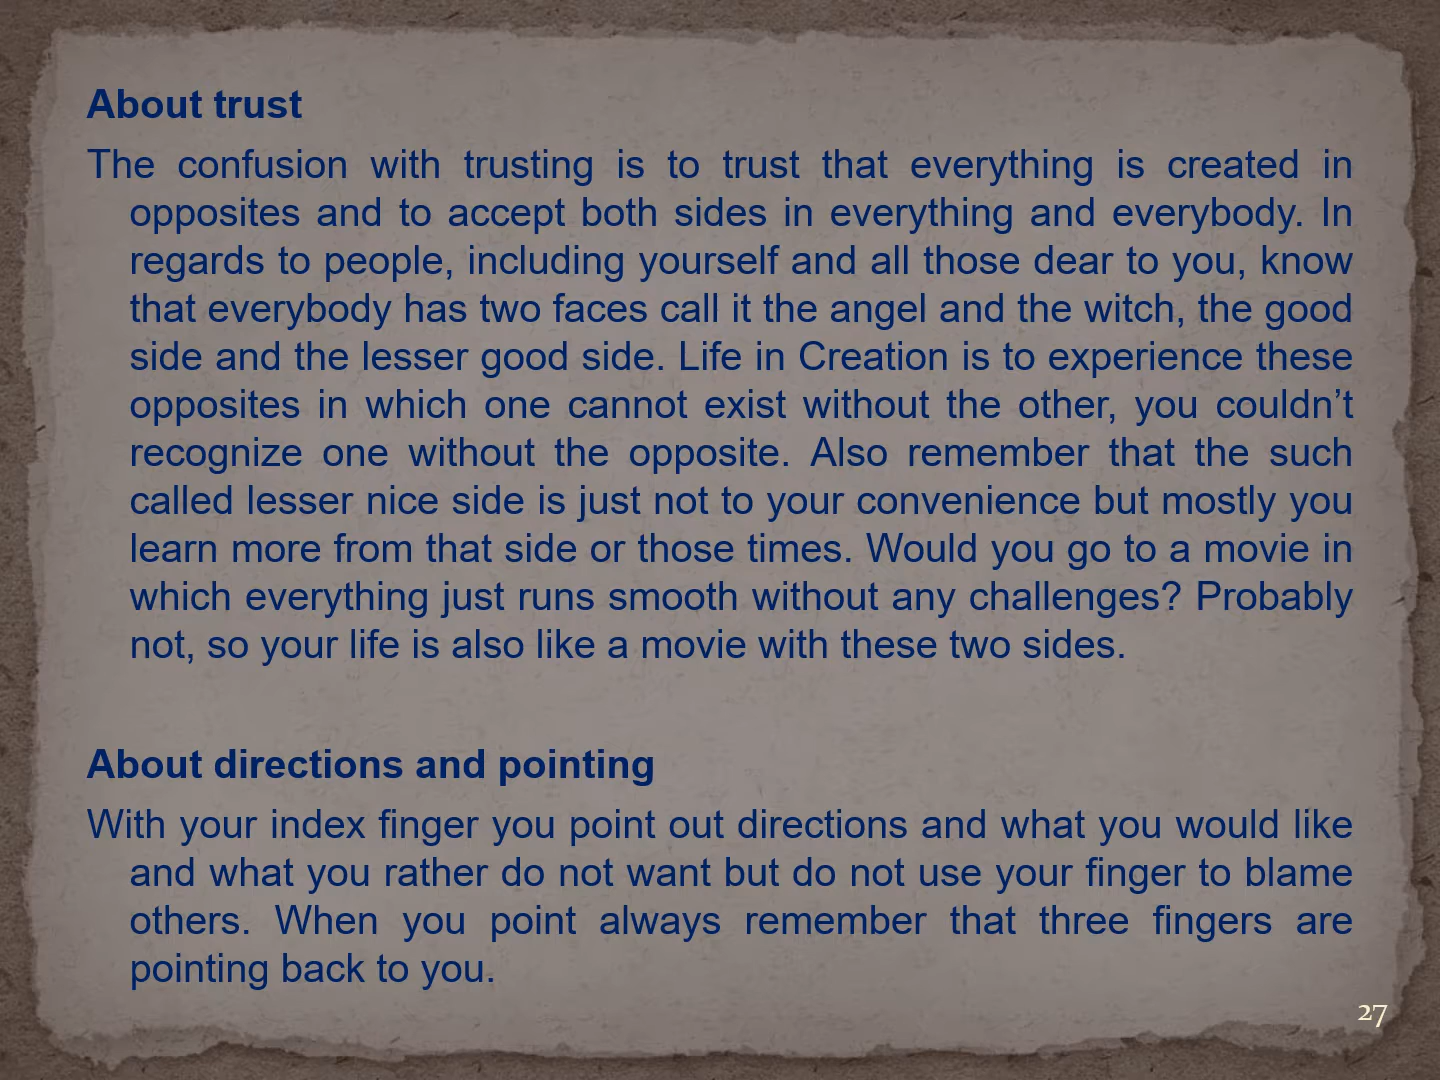 About trust
The confusion with trusting is to trust that everything is created in
opposites and to accept both sides in everything and everybody. In
regards to people, including yourself and all those dear to you, know
that everybody has two faces call it the angel and the witch, the good
side and the lesser good side. Life in Creation is to experience these
opposites in which one cannot exist without the other, you couldn’t
recognize one without the opposite. Also remember that the such
called lesser nice side is just not to your convenience but mostly you
learn more from that side or those times. Would you go to a movie in
which everything just runs smooth without any challenges? Probably
not, so your life is also like a movie with these two sides.
About directions and pointing
With your index finger you point out directions and what you would like
and what you rather do not want but do not use your finger to blame
others. When you point always remember that three fingers are
pointing back to you.
27